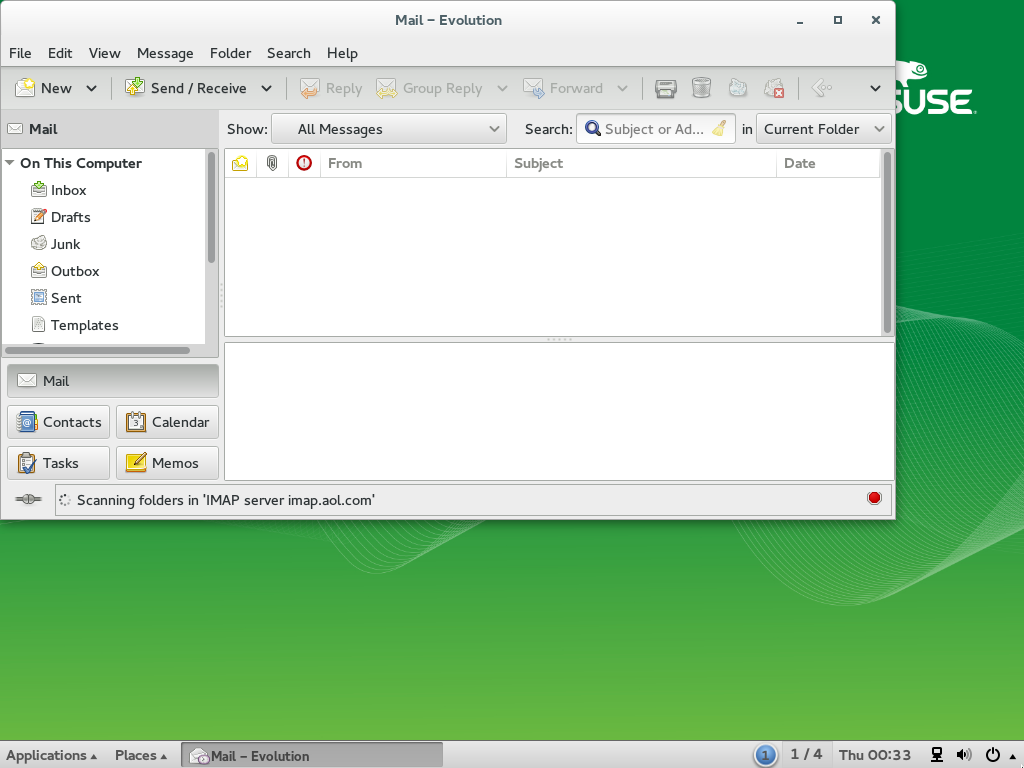 Mail – Evolution
File Edit View Message Folder Search Help
New Send / Receive Reply Group Reply Forward
SUSE
Mail Show: All Messages Search: Subject or Ad... in Current Folder
On This Computer From Subject Date
Inbox
Drafts
Junk
Outbox
Sent
Templates
Mail
Contacts 3 Calendar
Tasks Memos
Scanning folders in 'IMAP server imap.aol.com'
Applications Places Mail – Evolution 1 1 / 4 Thu 00:33